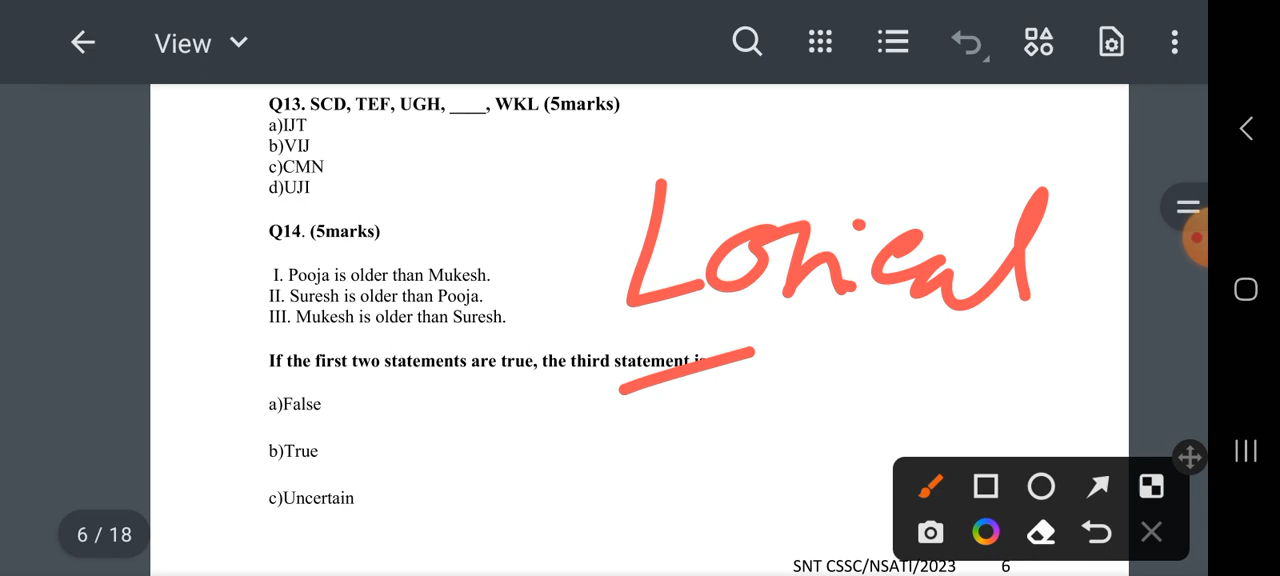 View
Q13. SCD, TEF, UGH, ____, WKL (5marks)
a)IJT
b)VIJ
c)CMN
d)UJI
Q14. (5marks)
I. Pooja is older than Mukesh.
II. Suresh is older than Pooja.
III. Mukesh is older than Suresh.
If the first two statements are true, the third statement is
a)False
b)True
c)Uncertain
6 / 18
SNT CSSC/NSATI/2023 6